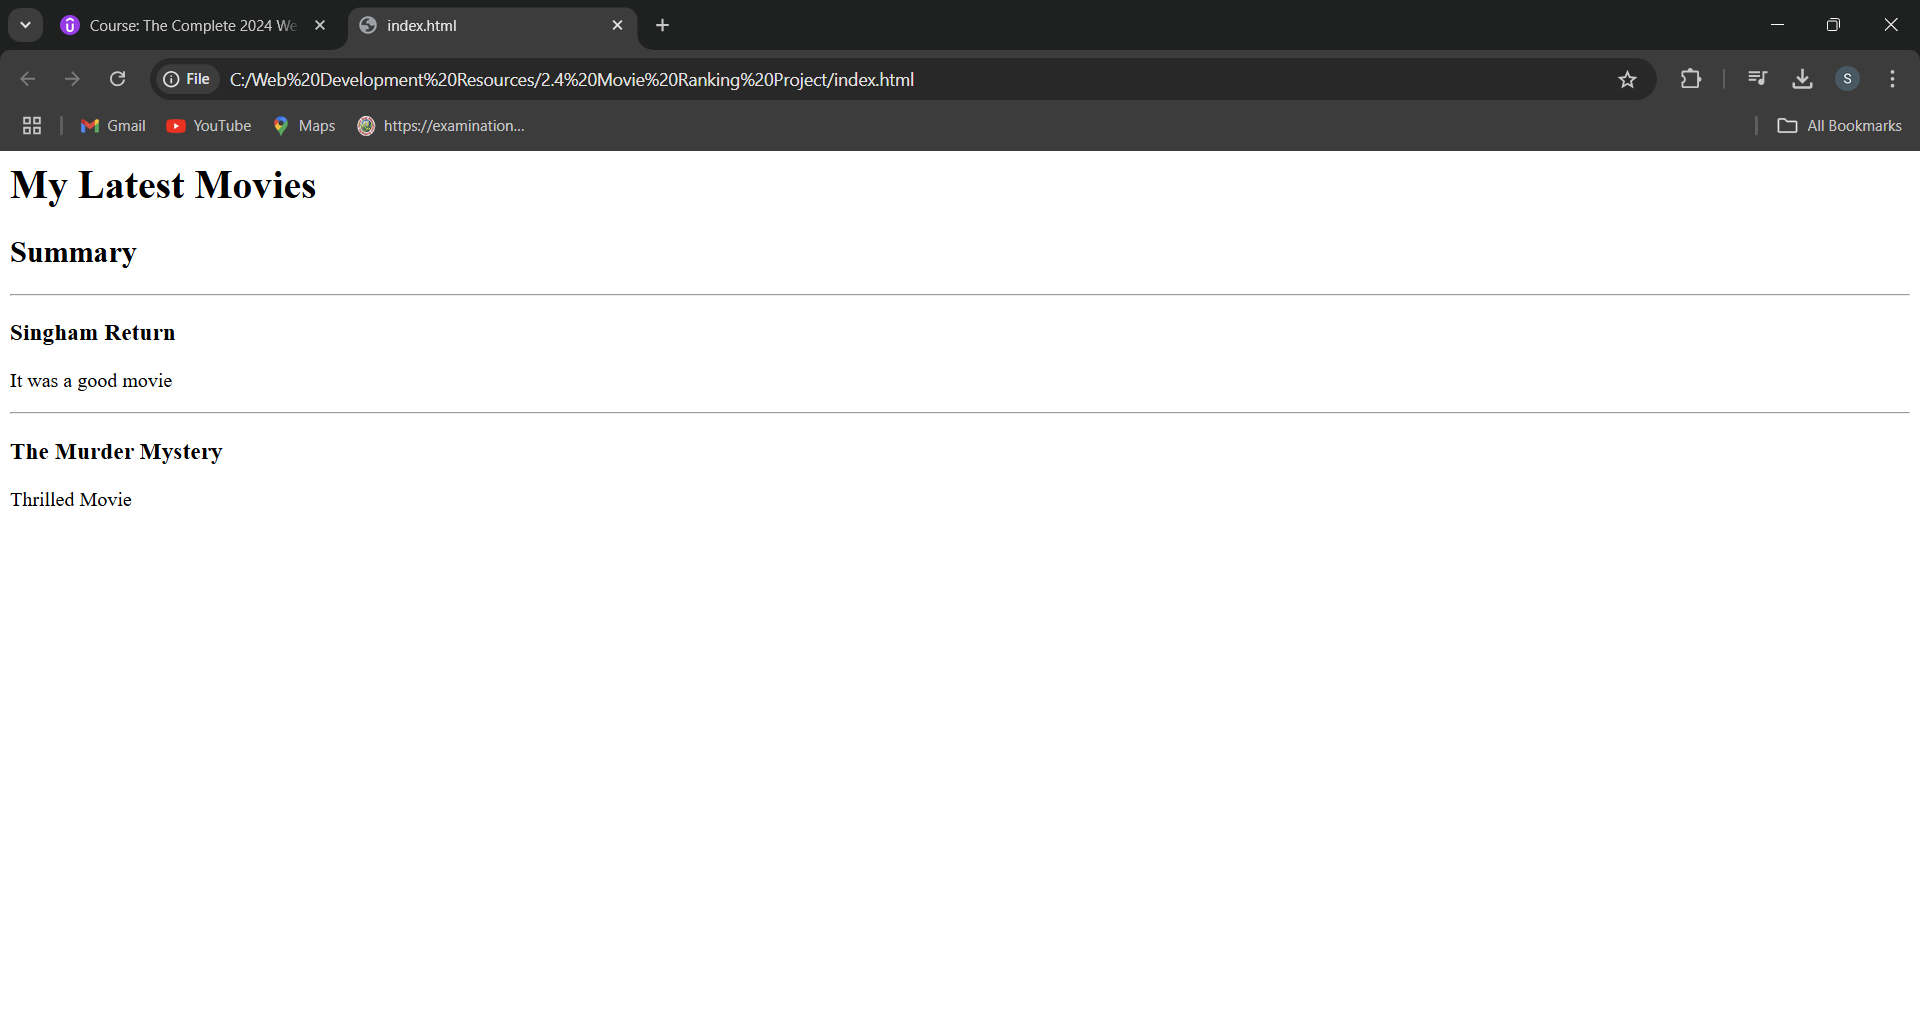 Course: The Complete 2024 We
index.html
File
C:/Web%20Development%20Resources/2.4%20Movie%20Ranking%20Project/index.html
S
Gmail
YouTube
Maps
https://examination...
All Bookmarks
My Latest Movies
Summary
Singham Return
It was a good movie
The Murder Mystery
Thrilled Movie